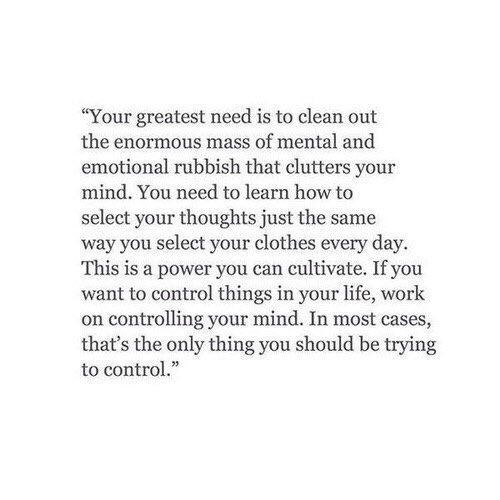 “Your greatest need is to clean out
the enormous mass of mental and
emotional rubbish that clutters your
mind. You need to learn how to
select your thoughts just the same
way you select your clothes every day.
This is a power you can cultivate. If you
want to control things in your life, work
on controlling your mind. In most cases,
that’s the only thing you should be trying
to control.”